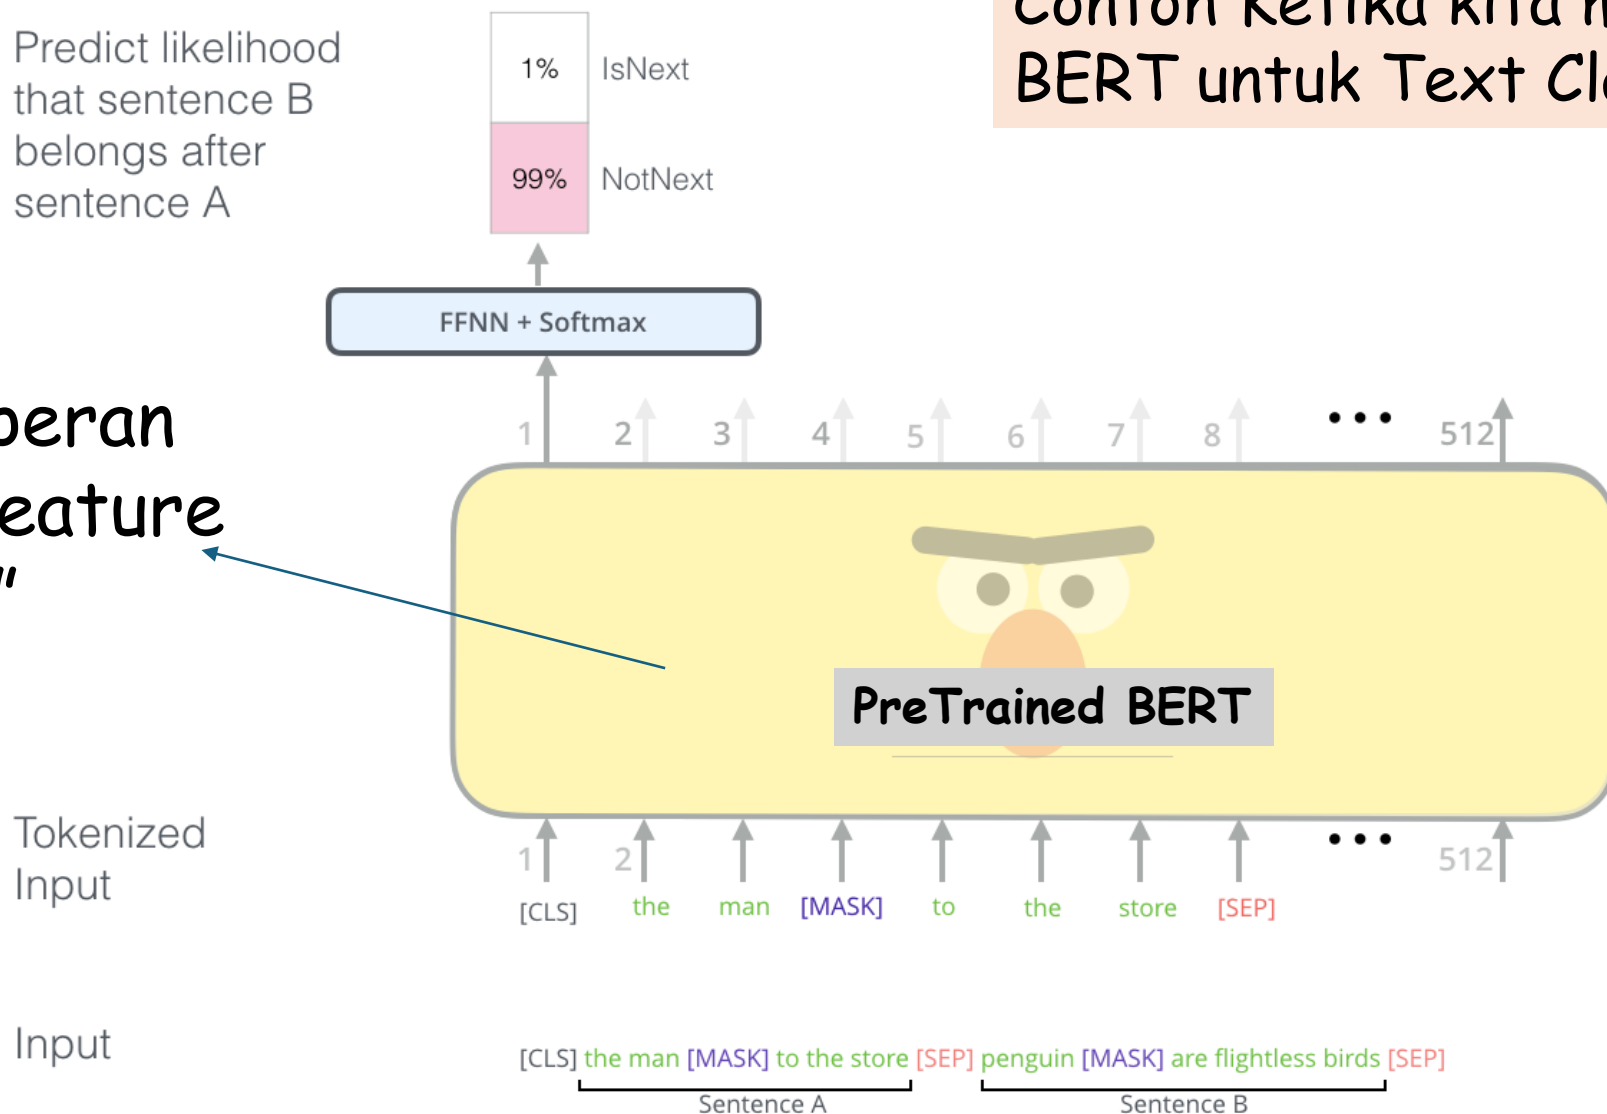 Contoh Ketika kita
BERT untuk Text
Predict likelihood
that sentence B
belongs after
sentence A
1% IsNext
99% NotNext
FFNN + Softmax
peran
eature
"
1 2 3 4 5 6 7 8 ••• 512
PreTrained BERT
Tokenized
Input
1 2 ••• 512
[CLS] the man [MASK] to the store [SEP]
Input
[CLS] the man [MASK] to the store [SEP] penguin [MASK] are flightless birds [SEP]
Sentence A Sentence B